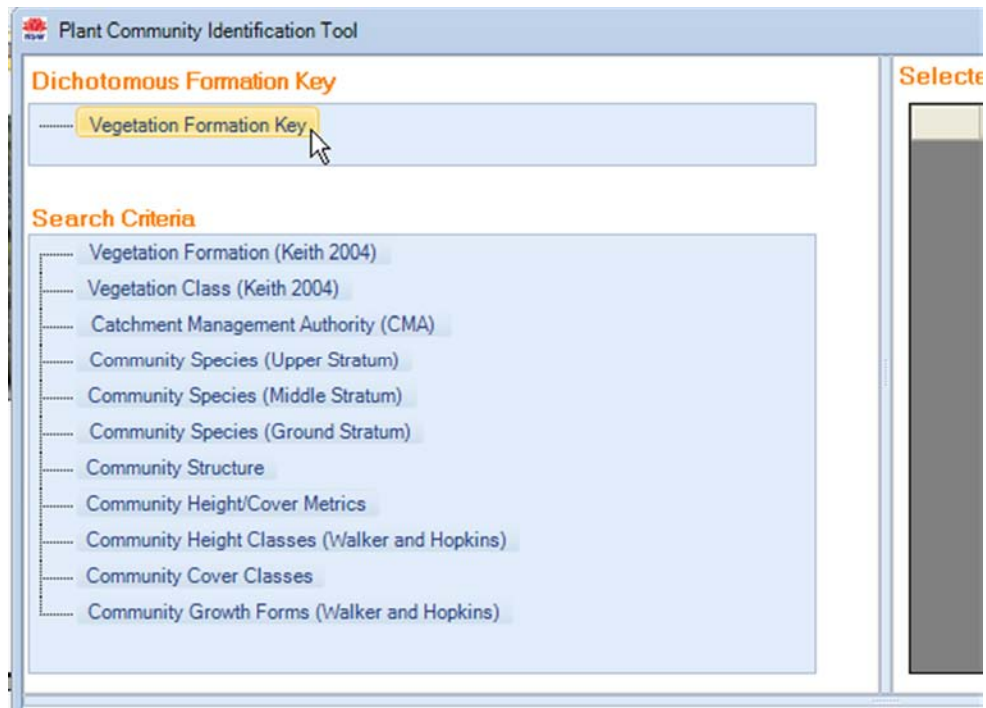 Plant Community Identification Tool
Dichotomous Formation Key
Vegetation Formation Key
Search Criteria
Vegetation Formation (Keith 2004)
Vegetation Class (Keith 2004)
Catchment Management Authority (CMA)
Community Species (Upper Stratum)
Community Species (Middle Stratum)
Community Species (Ground Stratum)
Community Structure
Community Height/Cover Metrics
Community Height Classes (Walker and Hopkins)
Community Cover Classes
Community Growth Forms (Walker and Hopkins)
Selecte